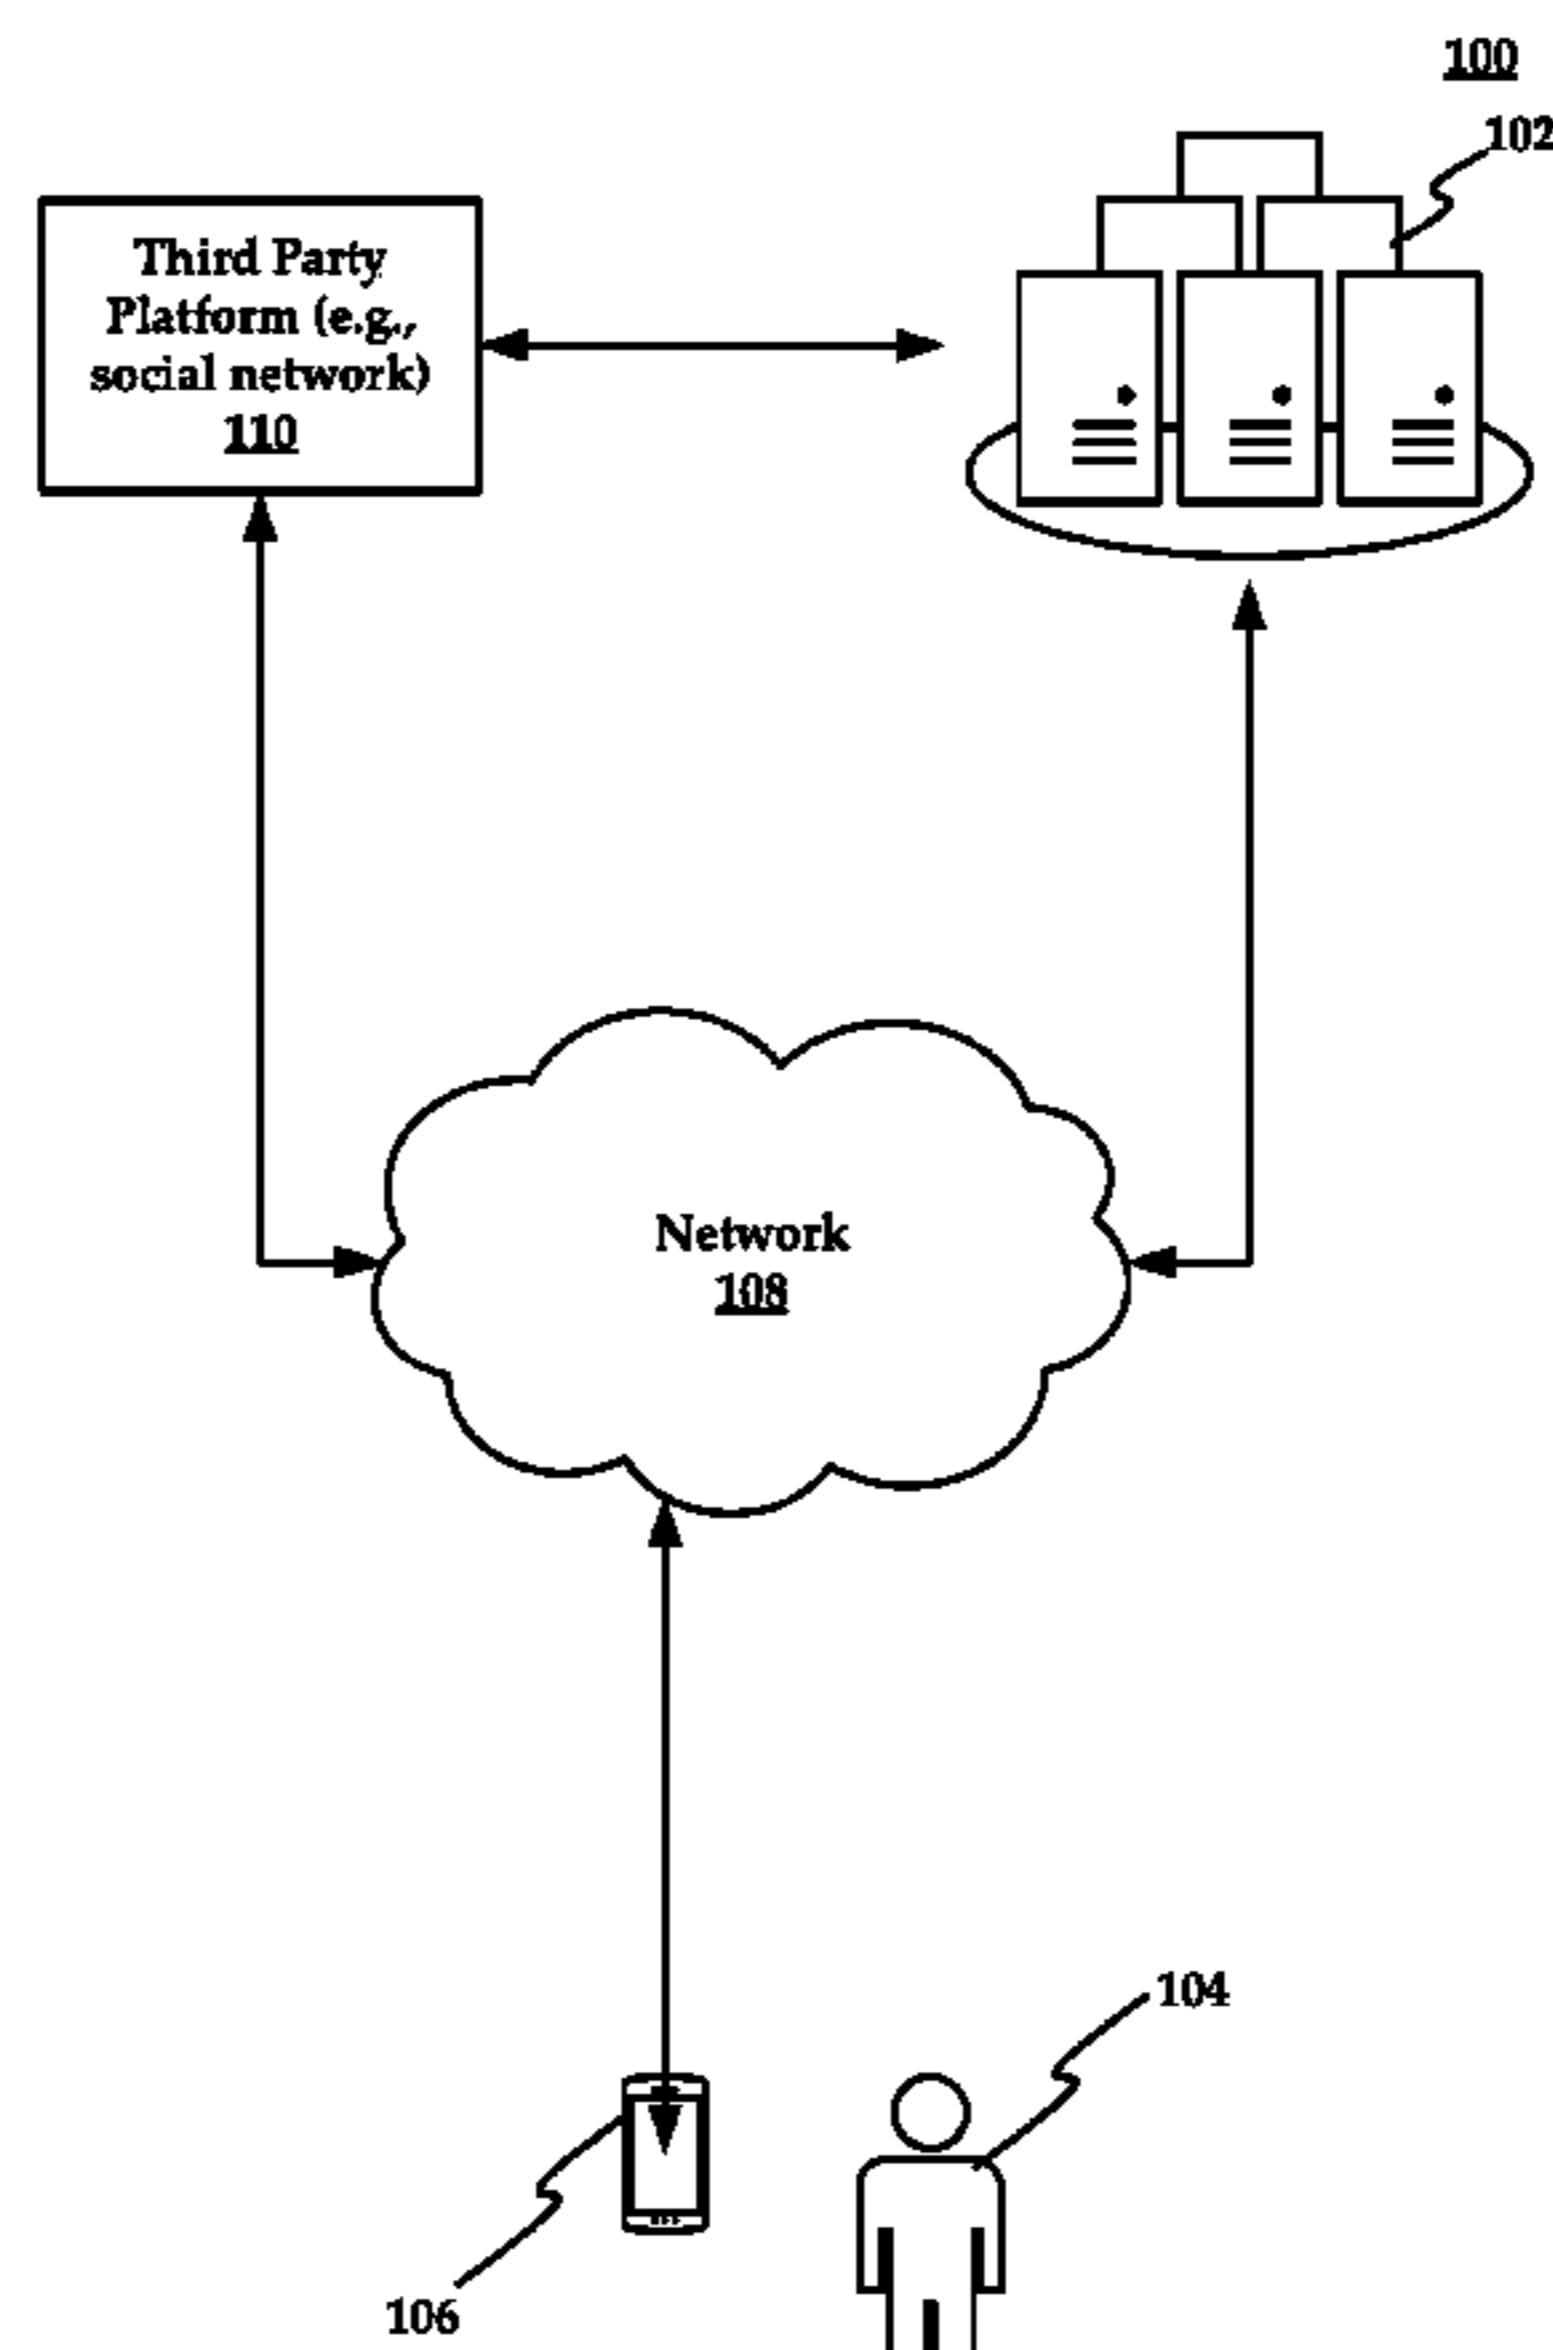 100
102
Third Party
Platform (e.g.,
social network)
110
Network
108
104
106